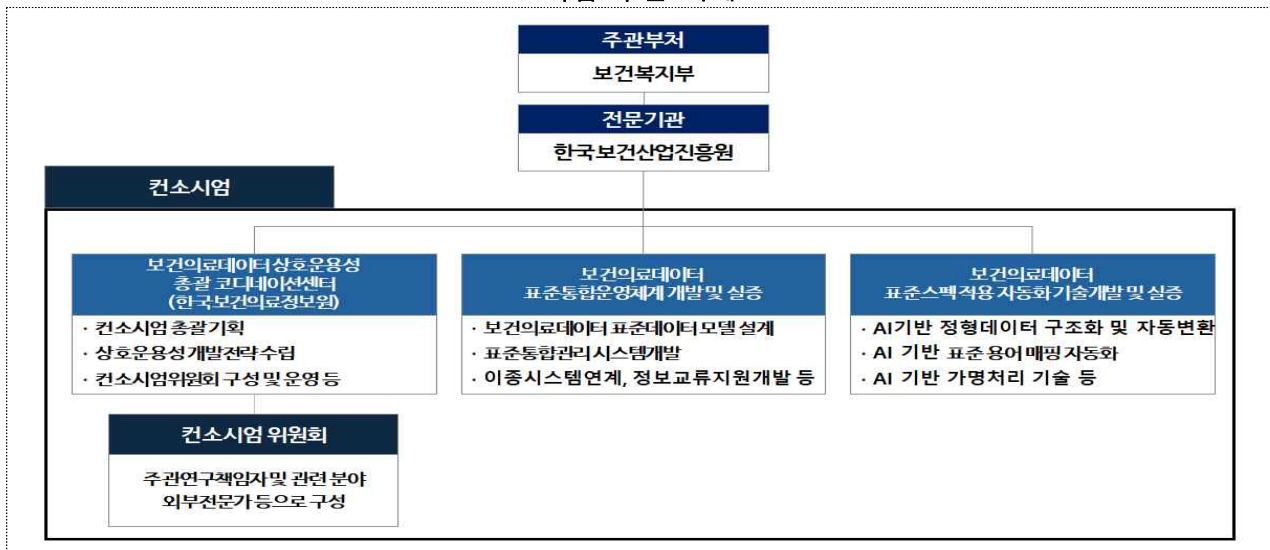 주관부처
보건복지부
전문기관
한국보건산업진흥원
컨소시엄
보건의료데이터 상호운용성
총괄 코디네이션센터
(한국보건의료정보원)
· 컨소시엄 총괄 기획
· 상호운용성 개발전략 수립
· 컨소시엄위원회 구성 및 운영 등
보건의료데이터
표준통합운영체계 개발 및 실증
· 보건의료데이터 표준데이터 모델 설계
· 표준통합관리 시스템개발
· 이종시스템연계, 정보교류지원개발 등
보건의료데이터
표준스펙 적용 자동화 기술개발 및 실증
· AI기반 정형데이터 구조화 및 자동변환
· AI 기반 표준 용어 매핑 자동화
· AI 기반 가명처리 기술 등
컨소시엄 위원회
주관연구책임자 및 관련 분야
외부전문가 등으로 구성